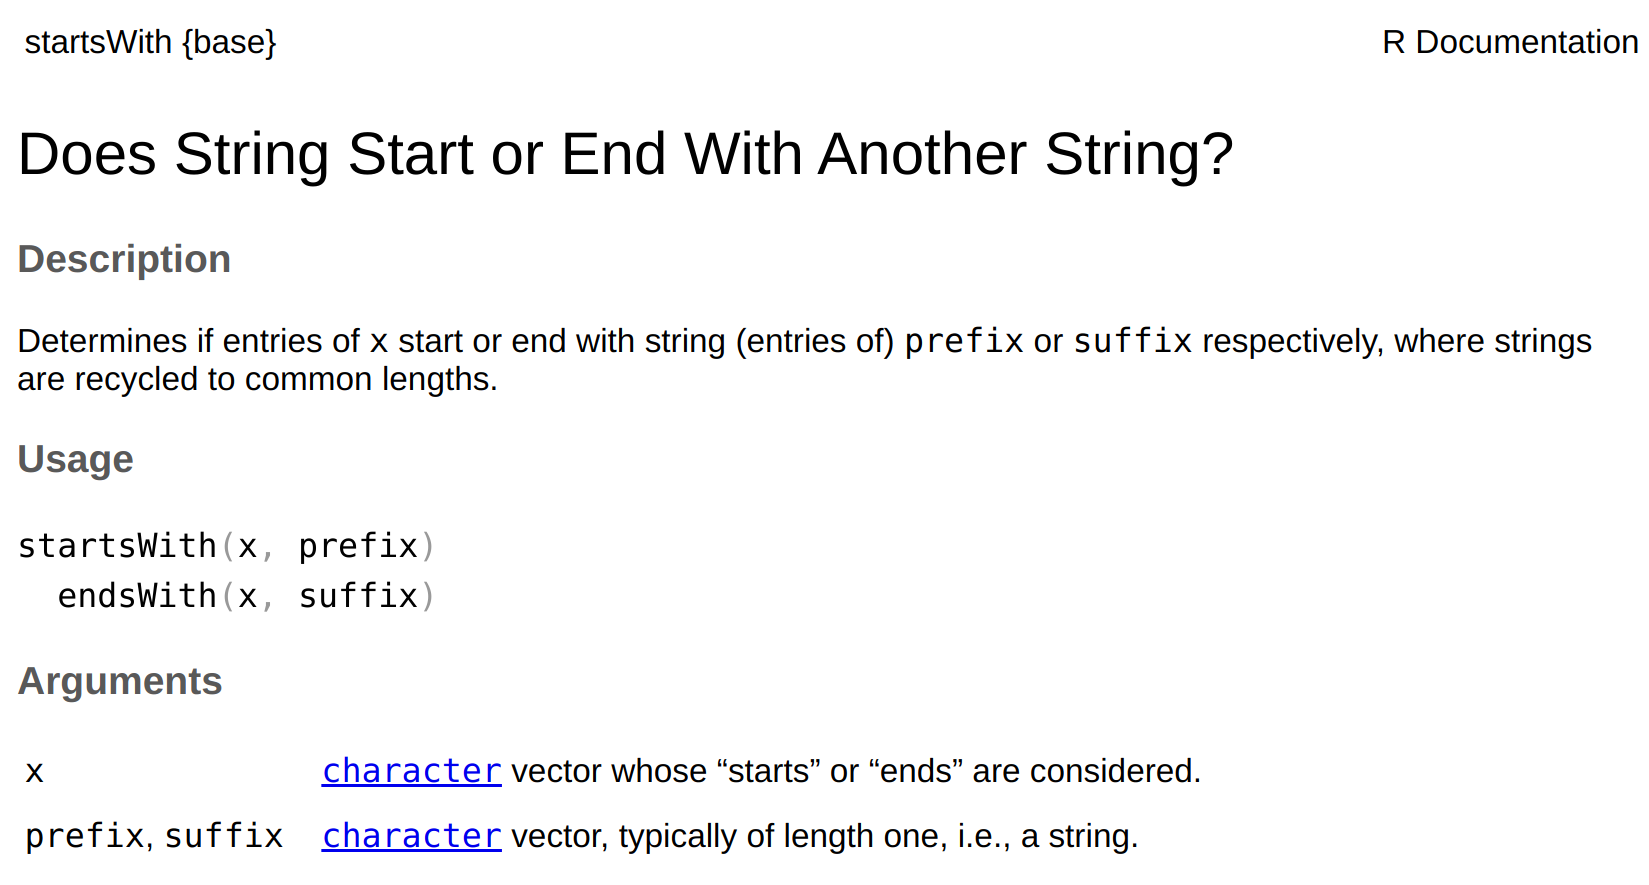 startsWith {base} R Documentation
Does String Start or End With Another String?
Description
Determines if entries of x start or end with string (entries of) prefix or suffix respectively, where strings
are recycled to common lengths.
Usage
startsWith(x, prefix)
  endsWith(x, suffix)
Arguments
x character vector whose “starts” or “ends” are considered.
prefix, suffix character vector, typically of length one, i.e., a string.